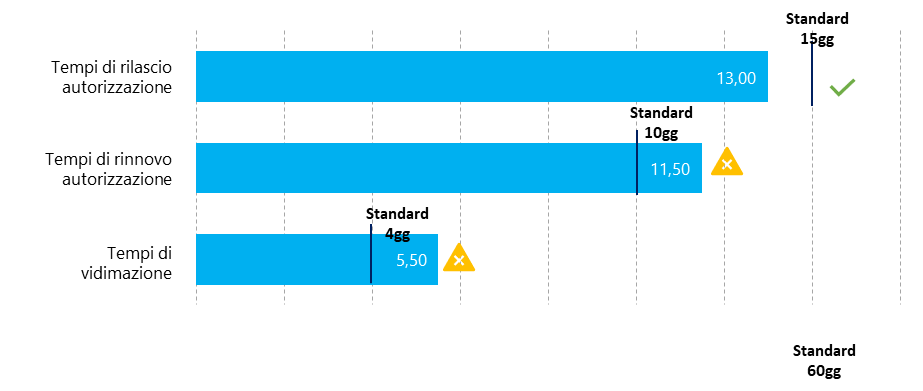 Standard
15gg
Tempi di rilascio
autorizzazione
13,00
Standard
10gg
Tempi di rinnovo
autorizzazione
11,50
Standard
4gg
Tempi di
vidimazione
5,50
Standard
60gg